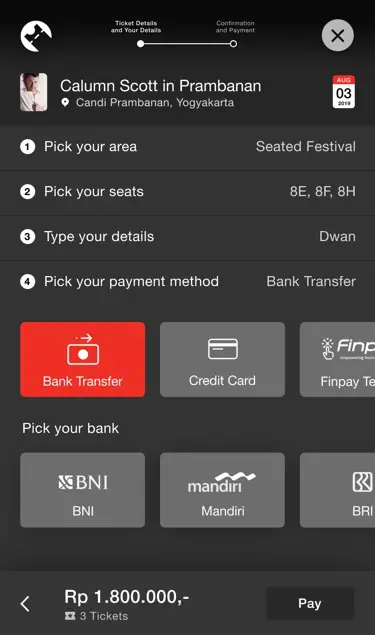 Ticket Details
and Your Details
Confirmation
and Payment
Calumn Scott in Prambanan
Candi Prambanan, Yogyakarta
AUG
03
2019
1 Pick your area Seated Festival
2 Pick your seats 8E, 8F, 8H
3 Type your details Dwan
4 Pick your payment method Bank Transfer
Bank Transfer
Credit Card
Finp
Finpay Te
Pick your bank
BNI
BNI
mandiri
Mandiri
BRI
Rp 1.800.000,-
3 Tickets
Pay